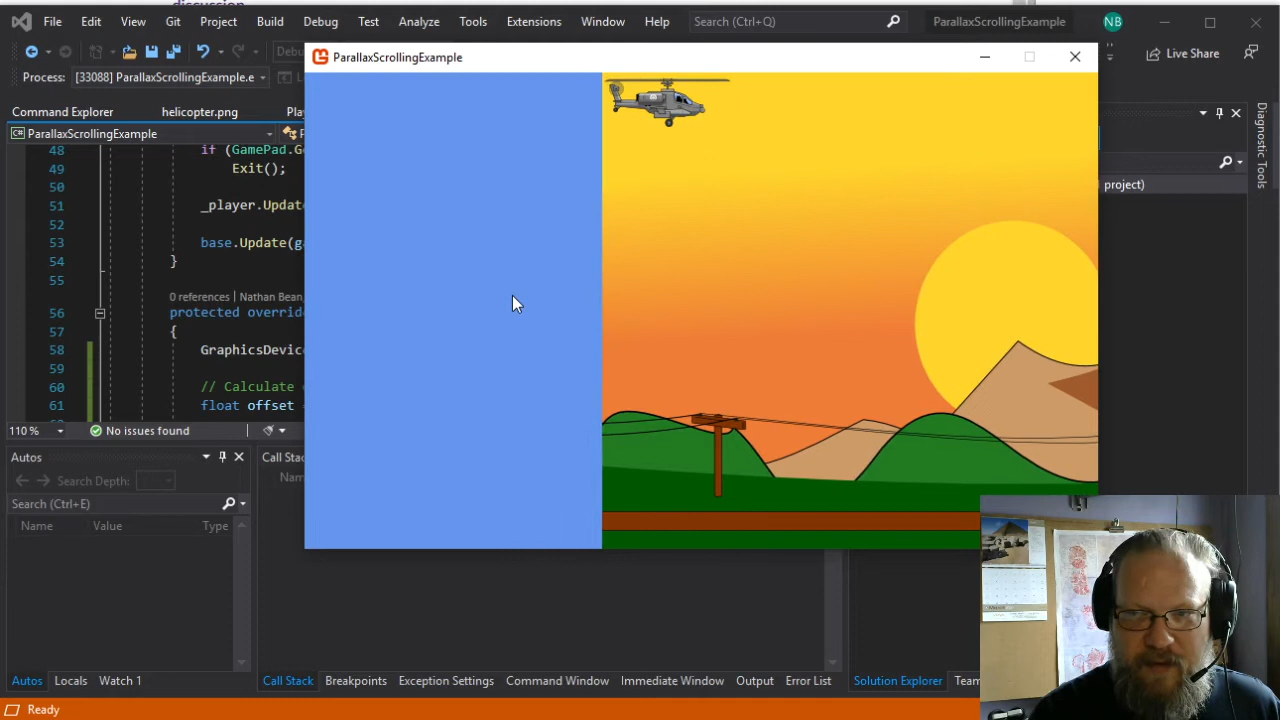 discussion
File Edit View Git Project Build Debug Test Analyze Tools Extensions Window Help Search (Ctrl+Q) ParallaxScrollingExample NB
Live Share
Process: [33088] ParallaxScrollingExample.e
ParallaxScrollingExample
Command Explorer helicopter.png
ParallaxScrollingExample
project)
Diagnostic Tools
48 if (GamePad.G
49 Exit();
50
51 _player.Updat
52
53 base.Update(g
54 }
55
0 references | Nathan Bean,
56 protected overrid
57 {
58 GraphicsDevic
59
60 // Calculate
61 float offset =
110 % No issues found
Autos Call Stack
Search Depth:
Search (Ctrl+E)
Name Value Type
Autos Locals Watch 1 Call Stack Breakpoints Exception Settings Command Window Immediate Window Output Error List Solution Explorer Team
Ready